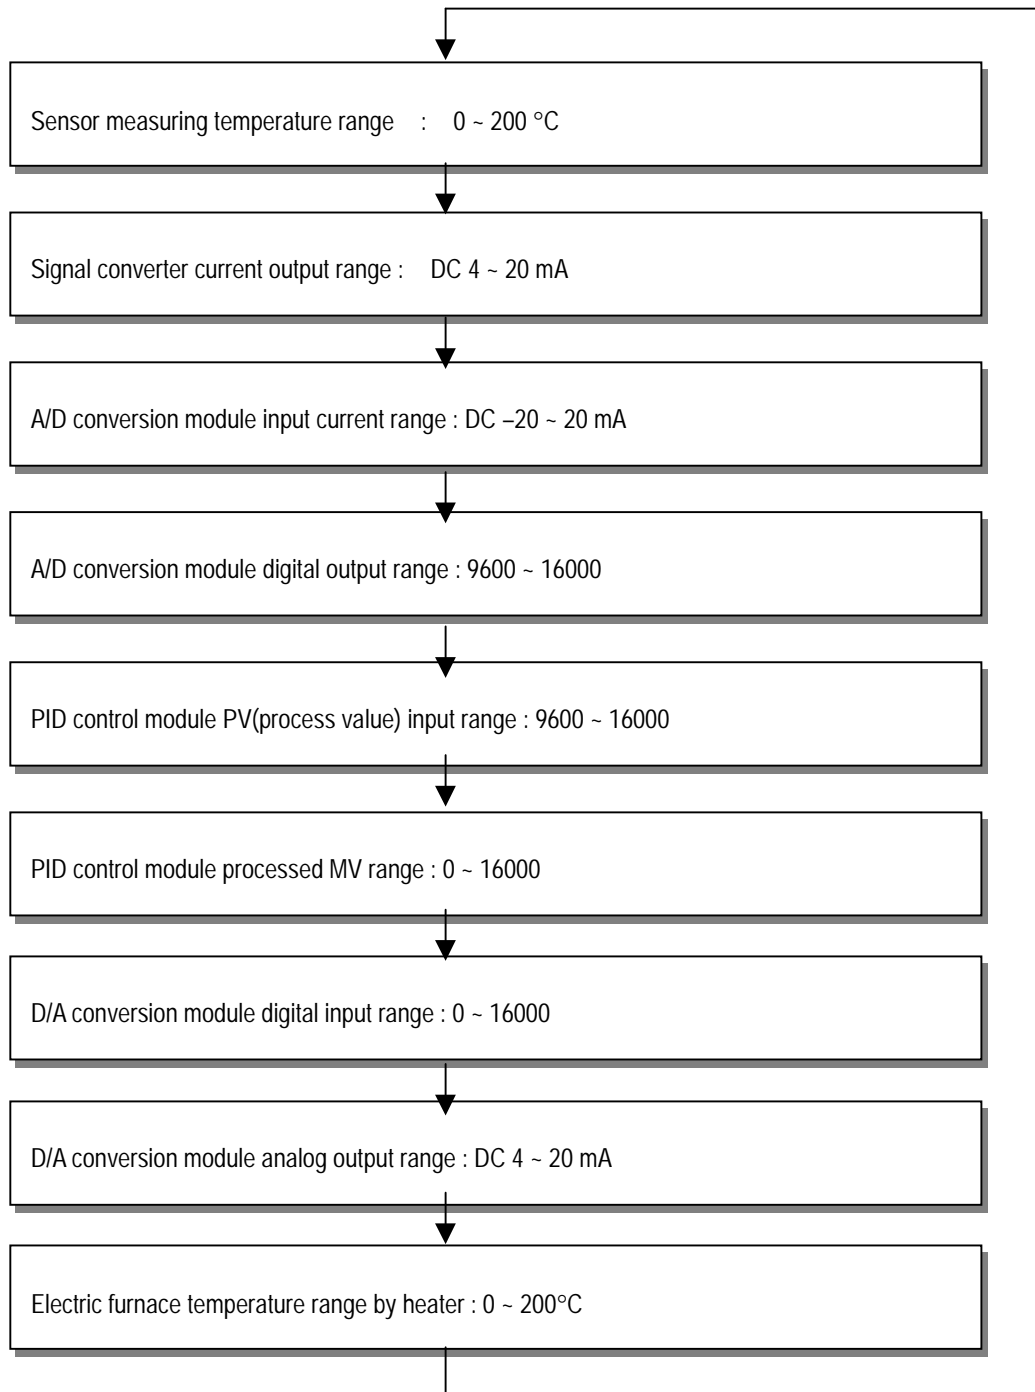 Sensor measuring temperature range : 0 ~ 200 °C
Signal converter current output range : DC 4 ~ 20 mA
A/D conversion module input current range : DC –20 ~ 20 mA
A/D conversion module digital output range : 9600 ~ 16000
PID control module PV(process value) input range : 9600 ~ 16000
PID control module processed MV range : 0 ~ 16000
D/A conversion module digital input range : 0 ~ 16000
D/A conversion module analog output range : DC 4 ~ 20 mA
Electric furnace temperature range by heater : 0 ~ 200°C